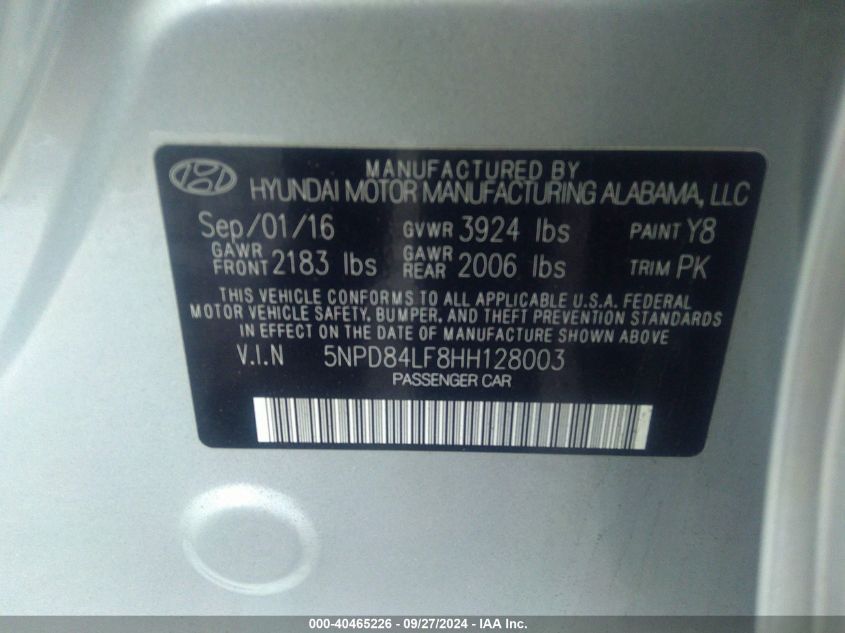 MANUFACTURED BY
HYUNDAI MOTOR MANUFACTURING ALABAMA, LLC
Sep/01/16 GVWR 3924 lbs PAINT Y8
GAWR FRONT 2183 lbs GAWR REAR 2006 lbs TRIM PK
THIS VEHICLE CONFORMS TO ALL APPLICABLE U.S.A. FEDERAL
MOTOR VEHICLE SAFETY, BUMPER, AND THEFT PREVENTION STANDARDS
IN EFFECT ON THE DATE OF MANUFACTURE SHOWN ABOVE
V.I.N 5NPD84LF8HH128003
PASSENGER CAR
000-40465226 - 09/27/2024 - IAA Inc.